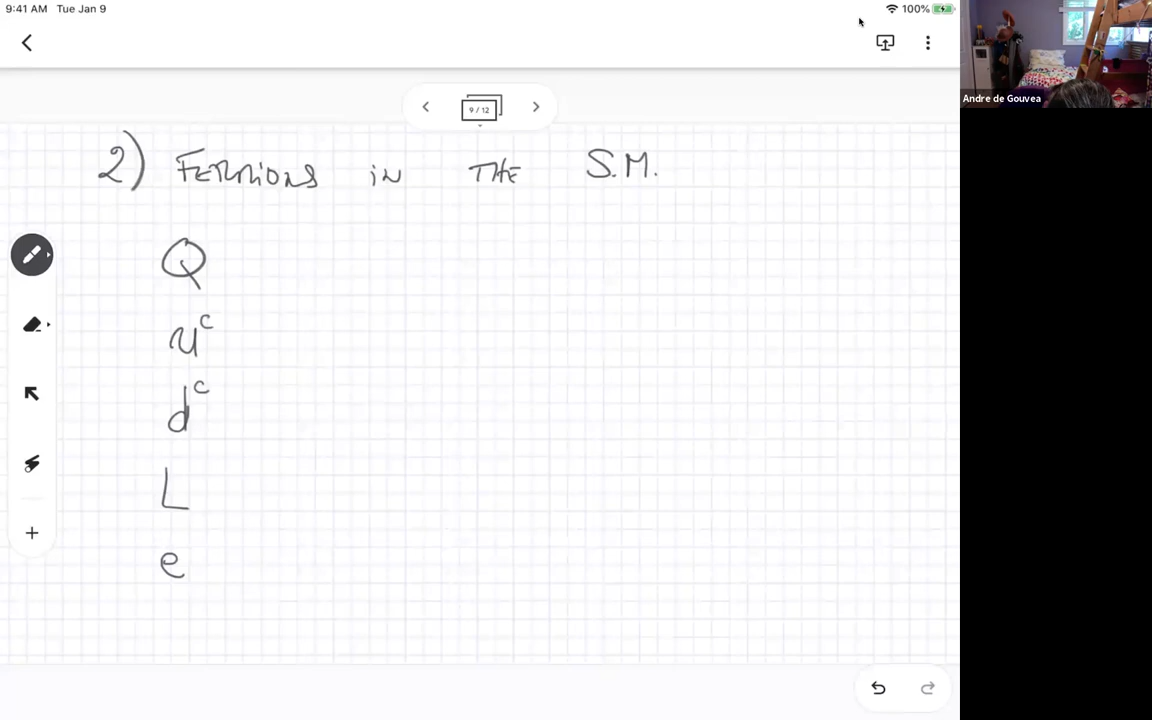 9:41 AM Tue Jan 9
100%
Andre de Gouvea
9 / 12
2) FERMIONS in THE S.M.
Q
u^c
d^c
L
e